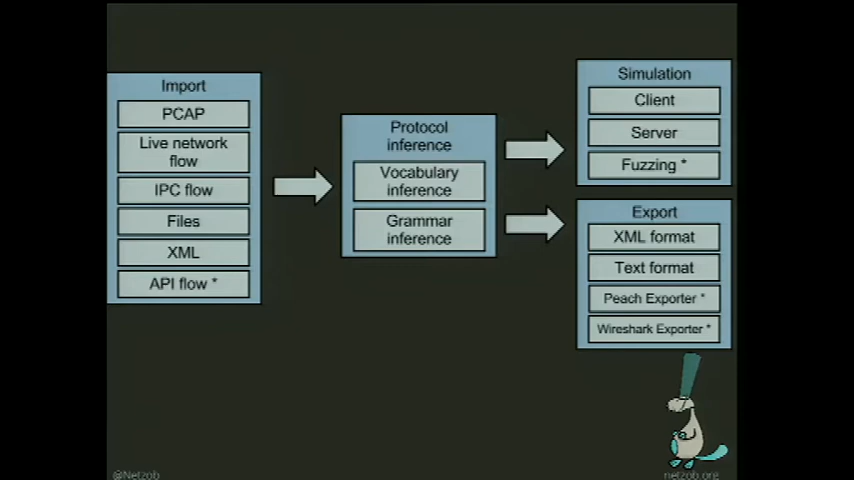 Import
PCAP
Live network
flow
IPC flow
Files
XML
API flow *
Protocol
inference
Vocabulary
inference
Grammar
inference
Simulation
Client
Server
Fuzzing *
Export
XML format
Text format
Peach Exporter *
Wireshark Exporter *
@Netzob
netzob.org